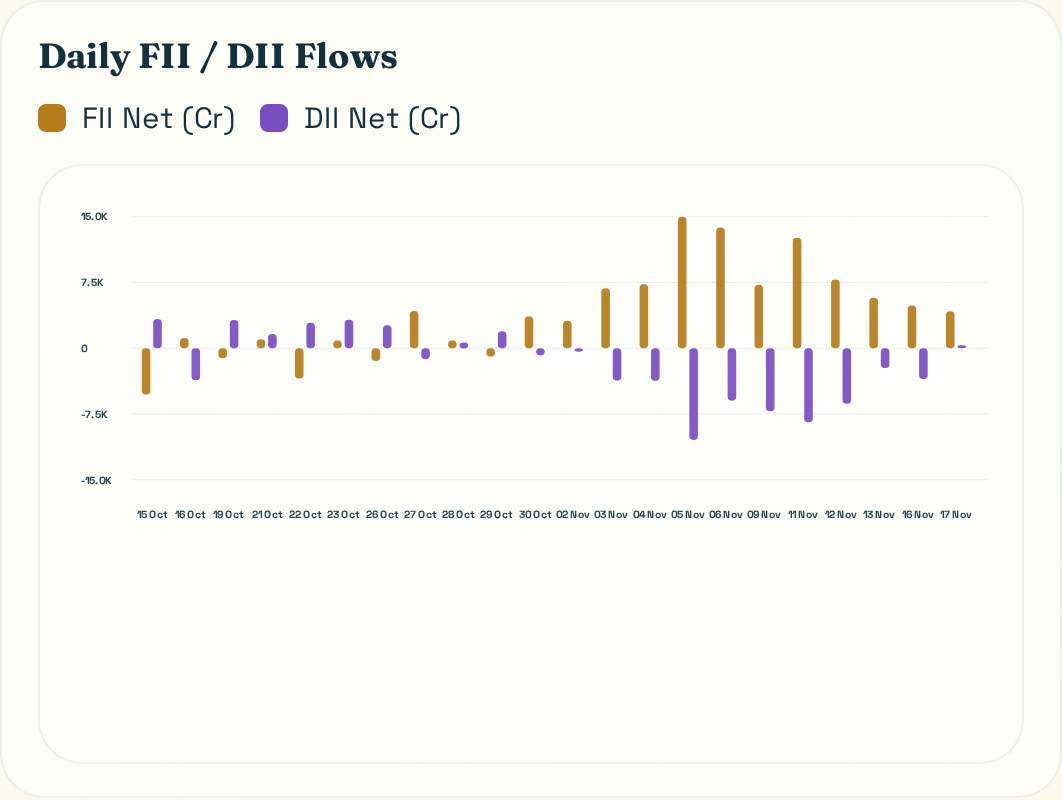 Daily FII / DII Flows
FII Net (Cr) DII Net (Cr)
15.0K
7.5K
0
-7.5K
-15.0K
15 Oct 16 Oct 19 Oct 21 Oct 22 Oct 23 Oct 26 Oct 27 Oct 28 Oct 29 Oct 30 Oct 02 Nov 03 Nov 04 Nov 05 Nov 06 Nov 09 Nov 11 Nov 12 Nov 13 Nov 16 Nov 17 Nov